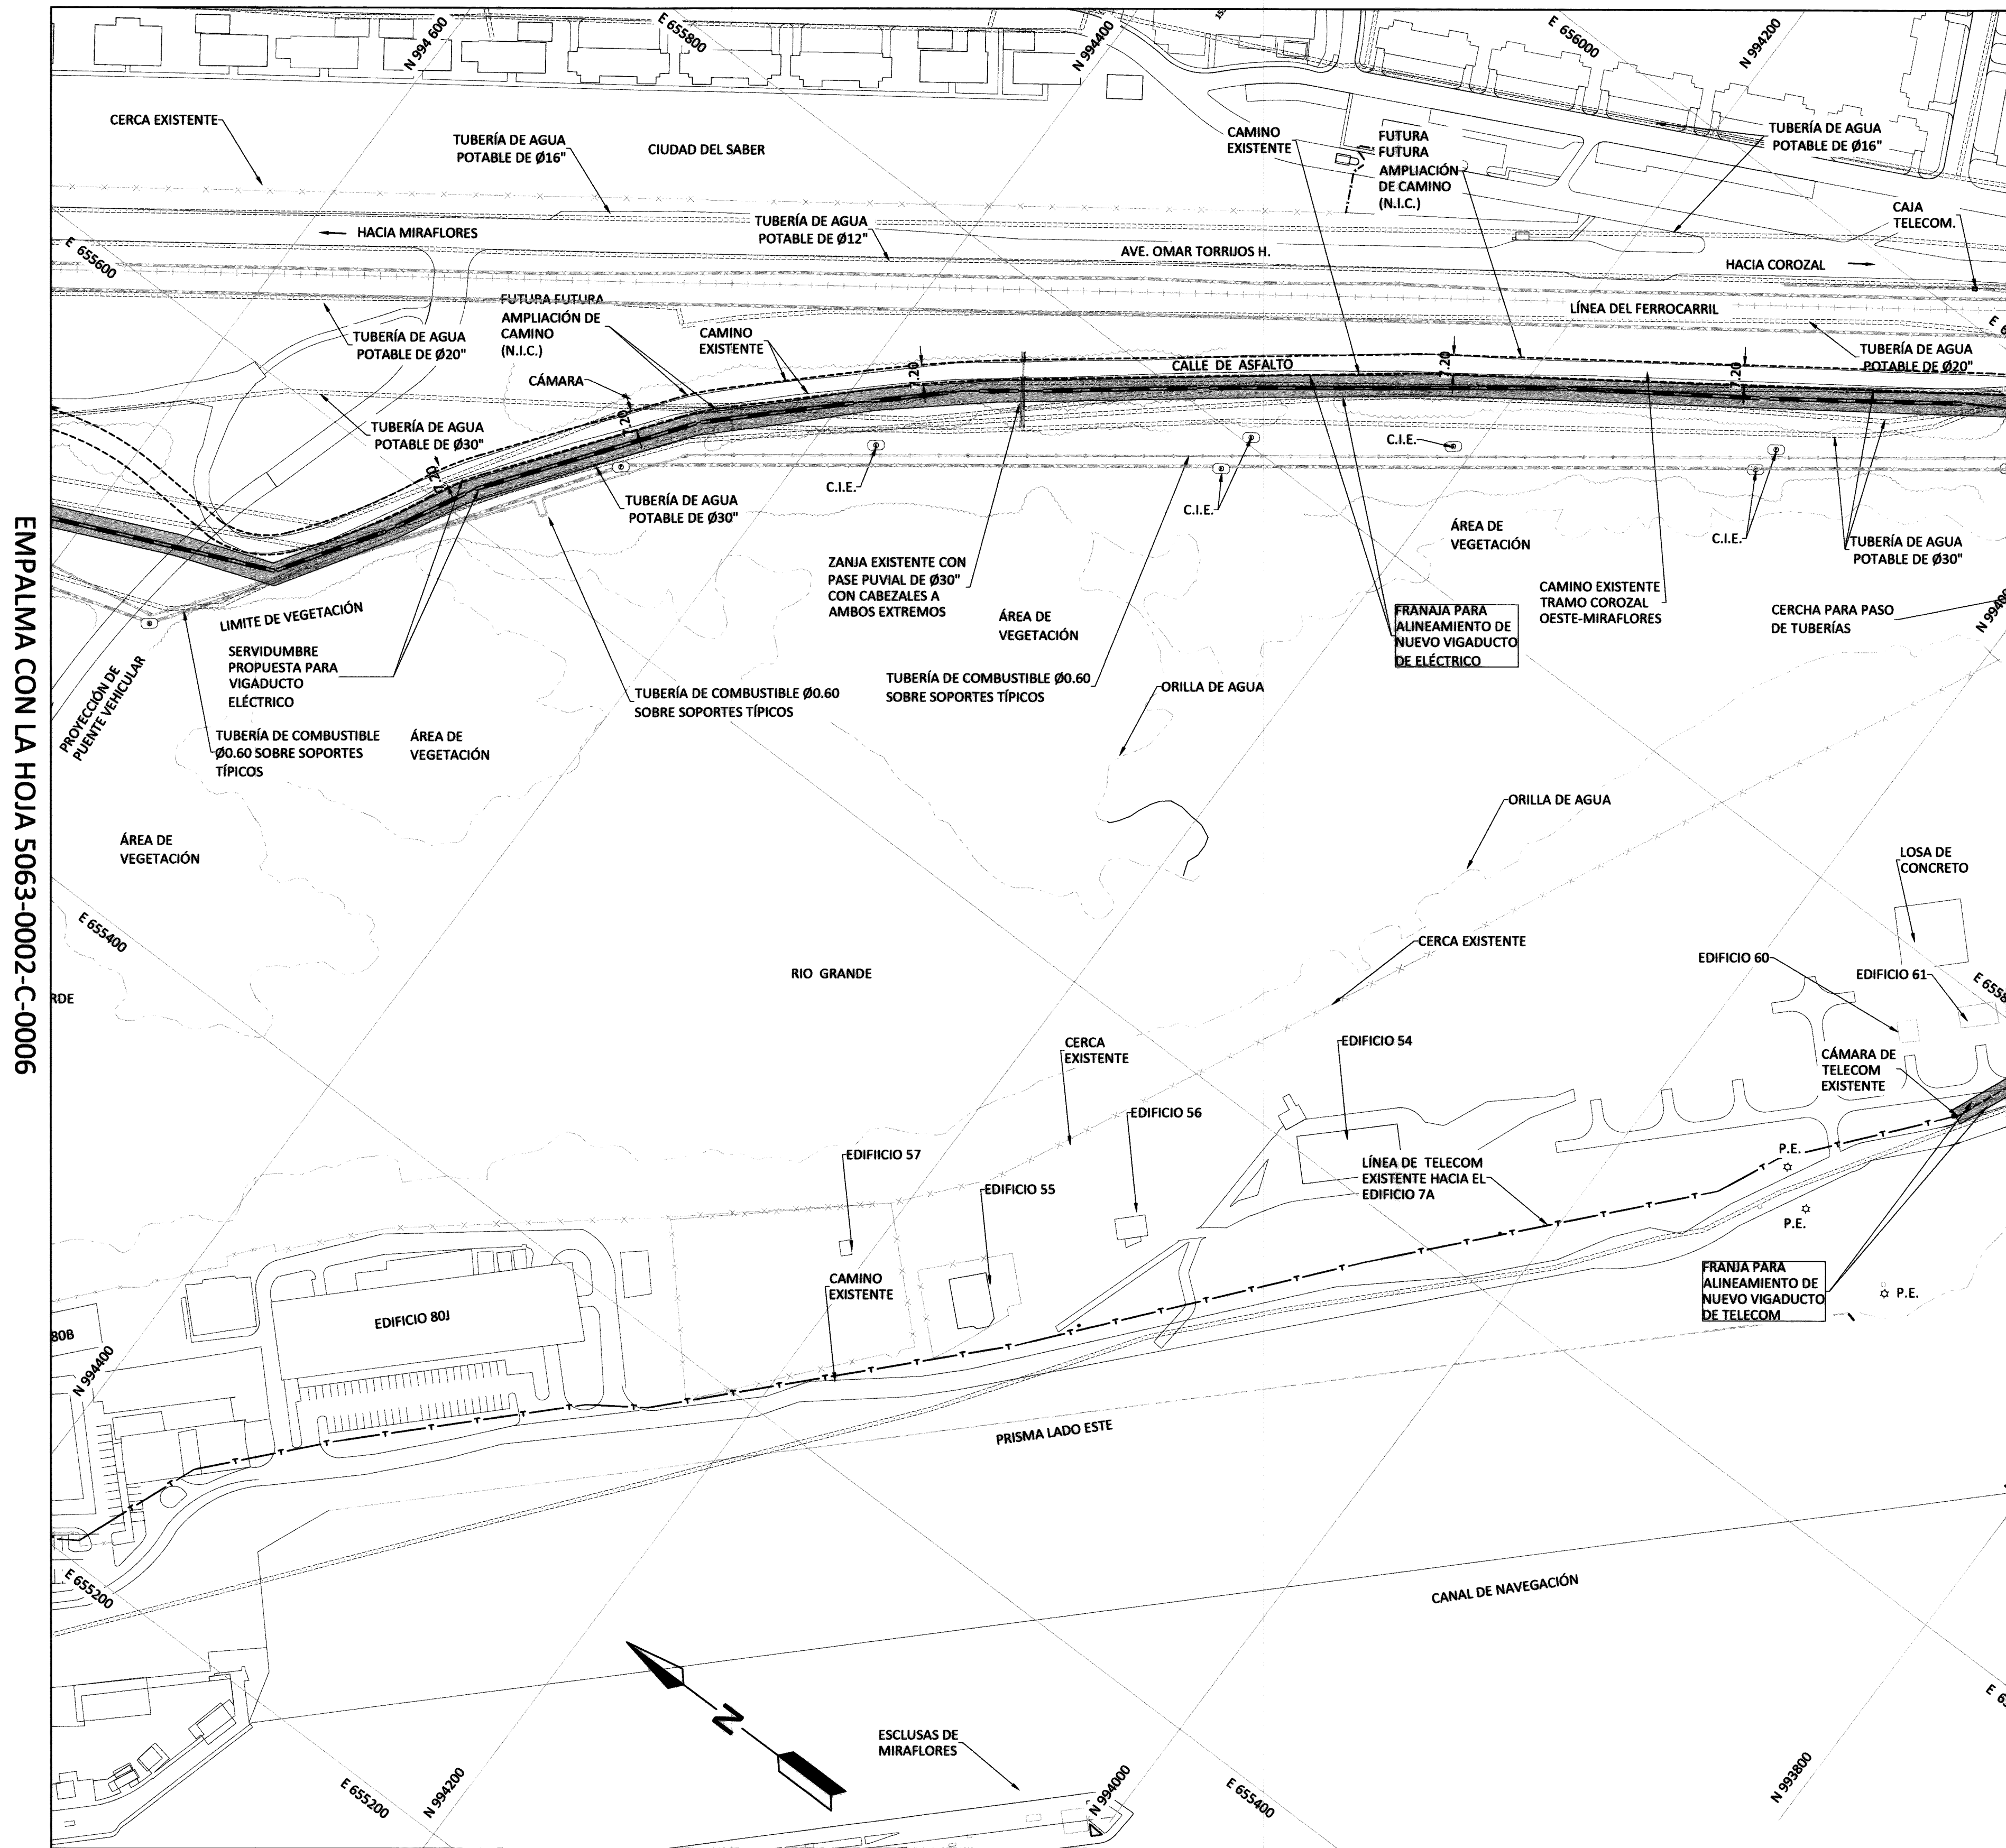 N 994 600
E 655800
N 994400
E 656000
N 994200
CERCA EXISTENTE
TUBERÍA DE AGUA
POTABLE DE Ø16"
CIUDAD DEL SABER
CAMINO
EXISTENTE
FUTURA
FUTURA
AMPLIACIÓN
DE CAMINO
(N.I.C.)
TUBERÍA DE AGUA
POTABLE DE Ø16"
CAJA
TELECOM.
HACIA MIRAFLORES
TUBERÍA DE AGUA
POTABLE DE Ø12"
AVE. OMAR TORRIJOS H.
HACIA COROZAL
E 655600
LÍNEA DEL FERROCARRIL
TUBERÍA DE AGUA
POTABLE DE Ø20"
FUTURA FUTURA
AMPLIACIÓN DE
CAMINO
(N.I.C.)
CAMINO
EXISTENTE
CALLE DE ASFALTO
TUBERÍA DE AGUA
POTABLE DE Ø20"
CÁMARA
7.20
7.20
7.20
7.20
7.20
TUBERÍA DE AGUA
POTABLE DE Ø30"
TUBERÍA DE AGUA
POTABLE DE Ø30"
C.I.E.
C.I.E.
C.I.E.
C.I.E.
TUBERÍA DE AGUA
POTABLE DE Ø30"
ÁREA DE
VEGETACIÓN
ZANJA EXISTENTE CON
PASE PUVIAL DE Ø30"
CON CABEZALES A
AMBOS EXTREMOS
ÁREA DE
VEGETACIÓN
FRANAJA PARA
ALINEAMIENTO DE
NUEVO VIGADUCTO
DE ELÉCTRICO
CAMINO EXISTENTE
TRAMO COROZAL
OESTE-MIRAFLORES
CERCHA PARA PASO
DE TUBERÍAS
LIMITE DE VEGETACIÓN
SERVIDUMBRE
PROPUESTA PARA
VIGADUCTO
ELÉCTRICO
PROYECCIÓN DE
PUENTE VEHICULAR
TUBERÍA DE COMBUSTIBLE
Ø0.60 SOBRE SOPORTES
TÍPICOS
ÁREA DE
VEGETACIÓN
TUBERÍA DE COMBUSTIBLE Ø0.60
SOBRE SOPORTES TÍPICOS
TUBERÍA DE COMBUSTIBLE Ø0.60
SOBRE SOPORTES TÍPICOS
ORILLA DE AGUA
ORILLA DE AGUA
ÁREA DE
VEGETACIÓN
EMPALMA CON LA HOJA 5063-00002-C-0006
E 655400
RDE
RIO GRANDE
CERCA EXISTENTE
LOSA DE
CONCRETO
EDIFICIO 60
EDIFICIO 61
CERCA
EXISTENTE
EDIFICIO 54
CÁMARA DE
TELECOM
EXISTENTE
EDIFICIO 56
EDIFIICIO 57
EDIFICIO 55
LÍNEA DE TELECOM
EXISTENTE HACIA EL
EDIFICIO 7A
P.E.
P.E.
P.E.
FRANJA PARA
ALINEAMIENTO DE
NUEVO VIGADUCTO
DE TELECOM
CAMINO
EXISTENTE
EDIFICIO 80J
80B
N 994400
PRISMA LADO ESTE
E 655200
CANAL DE NAVEGACIÓN
N
ESCLUSAS DE
MIRAFLORES
E 655200
N 994200
N 994000
E 655400
N 993800